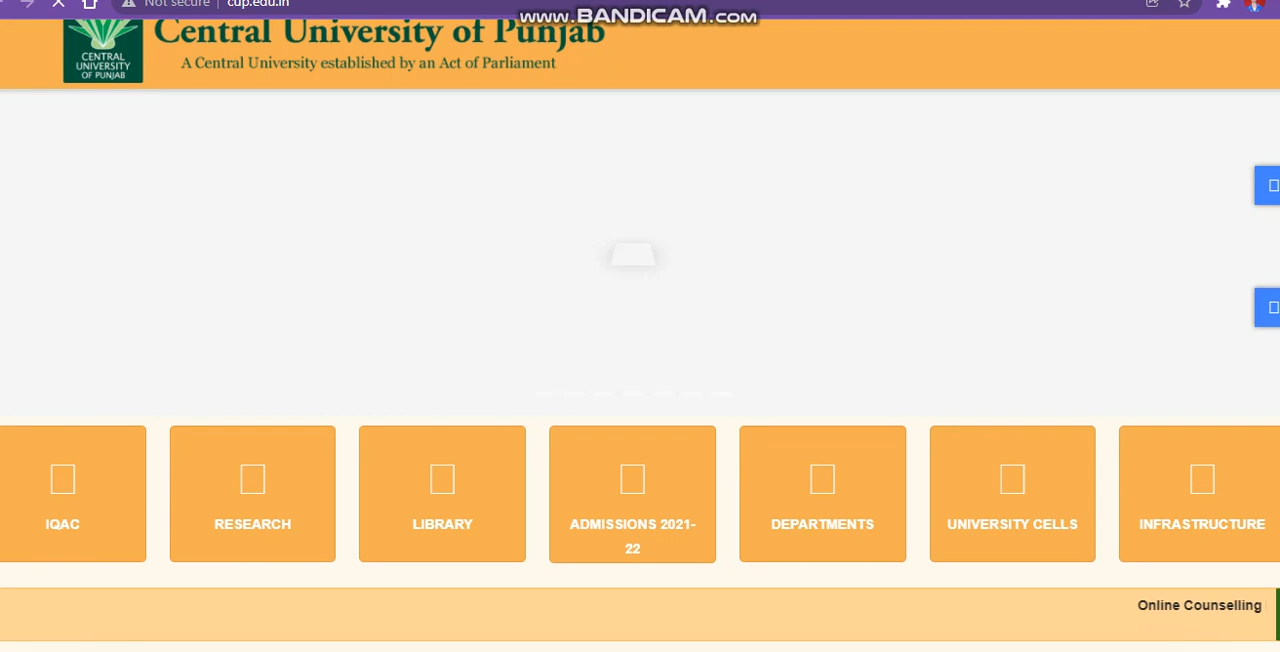 Not secure | cup.edu.in
www.BANDICAM.com
Central University of Punjab
A Central University established by an Act of Parliament
CENTRAL
UNIVERSITY
OF PUNJAB
IQAC
RESEARCH
LIBRARY
ADMISSIONS 2021-
22
DEPARTMENTS
UNIVERSITY CELLS
INFRASTRUCTURE
Online Counselling